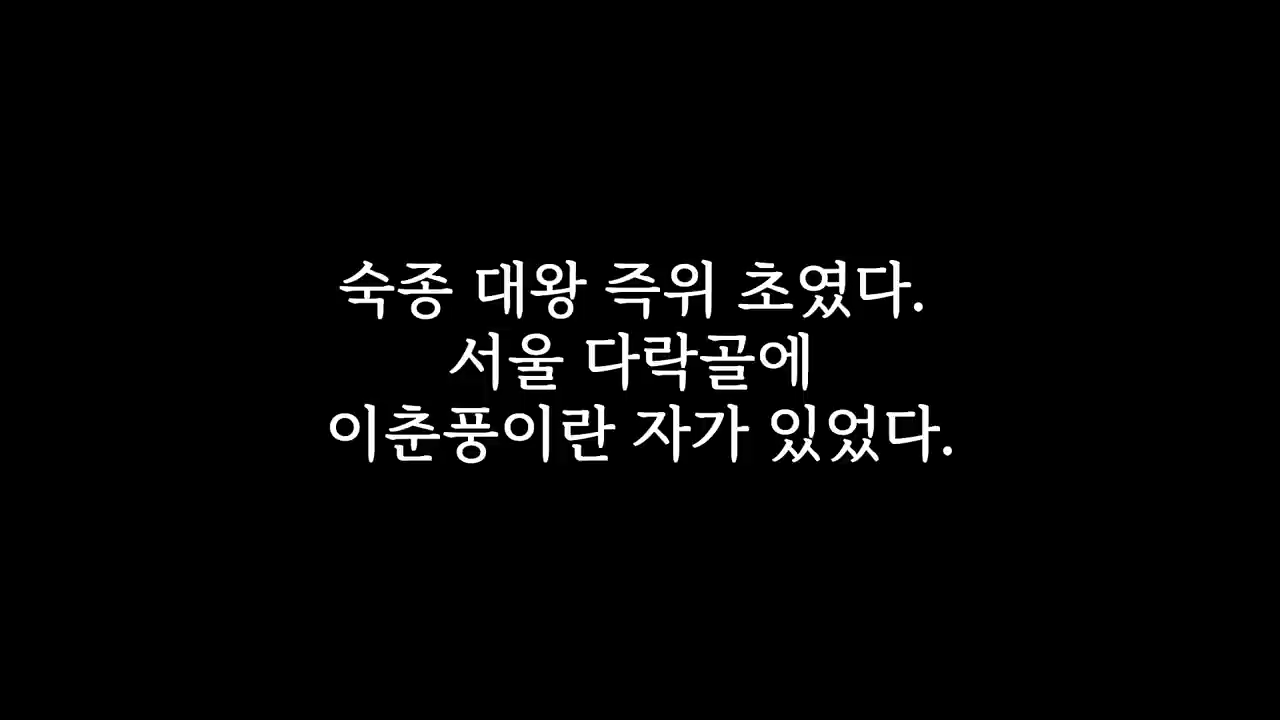 숙종 대왕 즉위 초였다.
서울 다락골에
이춘풍이란 자가 있었다.